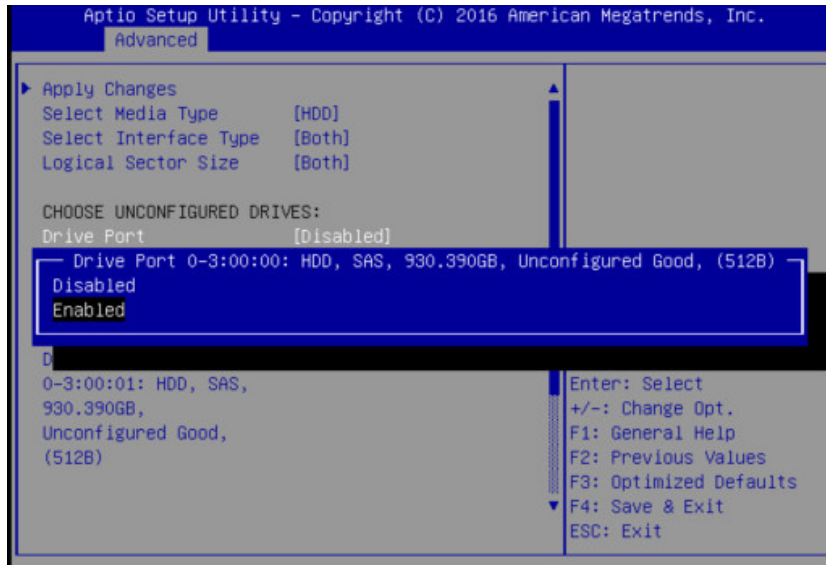 Aptio Setup Utility – Copyright (C) 2016 American Megatrends, Inc.
Advanced
Apply Changes
Select Media Type [HDD]
Select Interface Type [Both]
Logical Sector Size [Both]
CHOOSE UNCONFIGURED DRIVES:
Drive Port [Disabled]
Drive Port 0-3:00:00: HDD, SAS, 930.390GB, Unconfigured Good, (512B)
Disabled
Enabled
D
0-3:00:01: HDD, SAS,
930.390GB,
Unconfigured Good,
(512B)
Enter: Select
+/-: Change Opt.
F1: General Help
F2: Previous Values
F3: Optimized Defaults
F4: Save & Exit
ESC: Exit